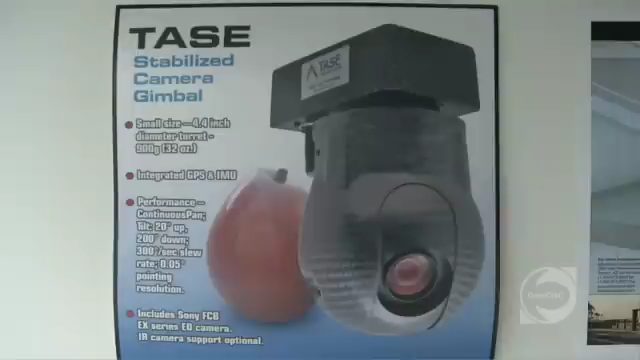 TASE
Stabilized
Camera
Gimbal
Small size—4.4 inch
diameter turret -
900g (32 oz.)
Integrated GPS & IMU
Performance—
ContinuousPan;
Tilt: 20° up,
200° down;
300°/sec slew
rate; 0.05°
pointing
resolution.
Includes Sony FCB
EX series EO camera.
IR camera support optional.
TASE